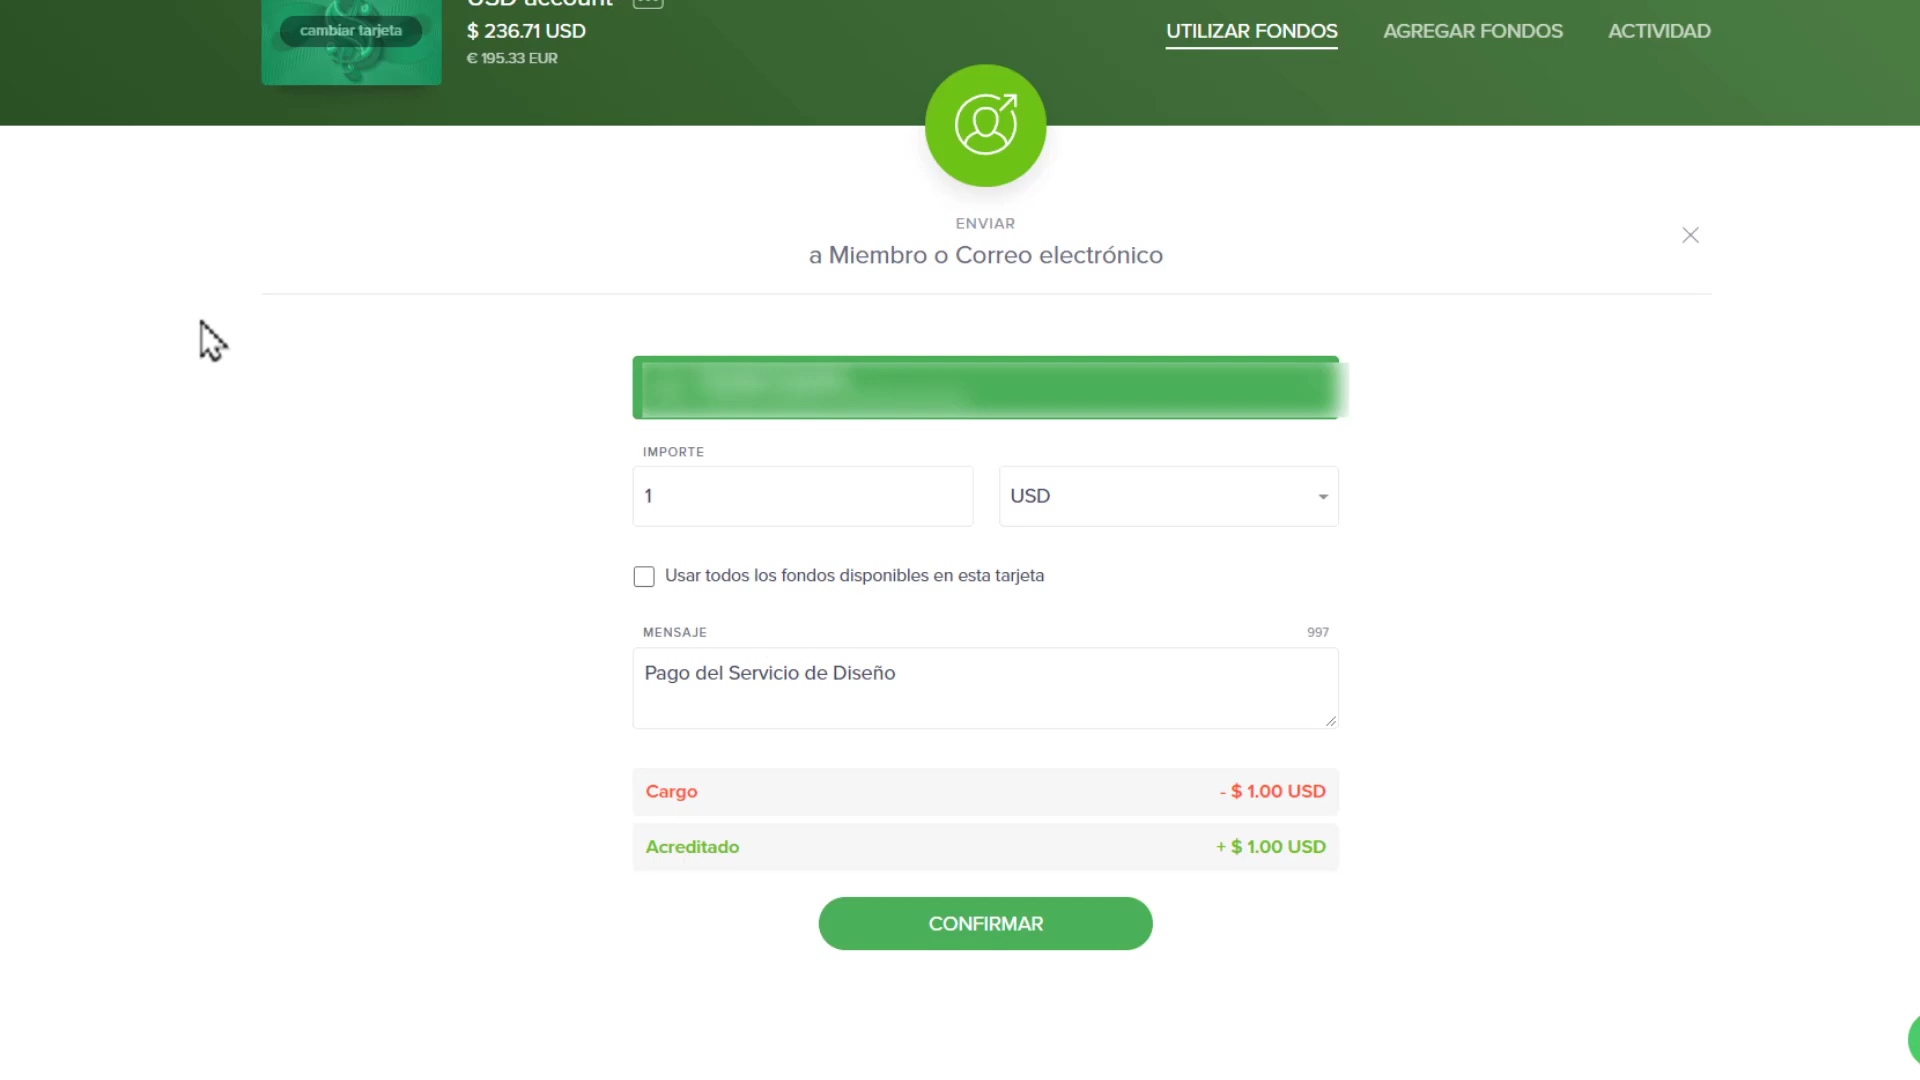 USD account
cambiar tarjeta
$ 236.71 USD
€ 195.33 EUR
UTILIZAR FONDOS
AGREGAR FONDOS
ACTIVIDAD
ENVIAR
a Miembro o Correo electrónico
IMPORTE
1
USD
Usar todos los fondos disponibles en esta tarjeta
MENSAJE
997
Pago del Servicio de Diseño
Cargo
- $ 1.00 USD
Acreditado
+ $ 1.00 USD
CONFIRMAR